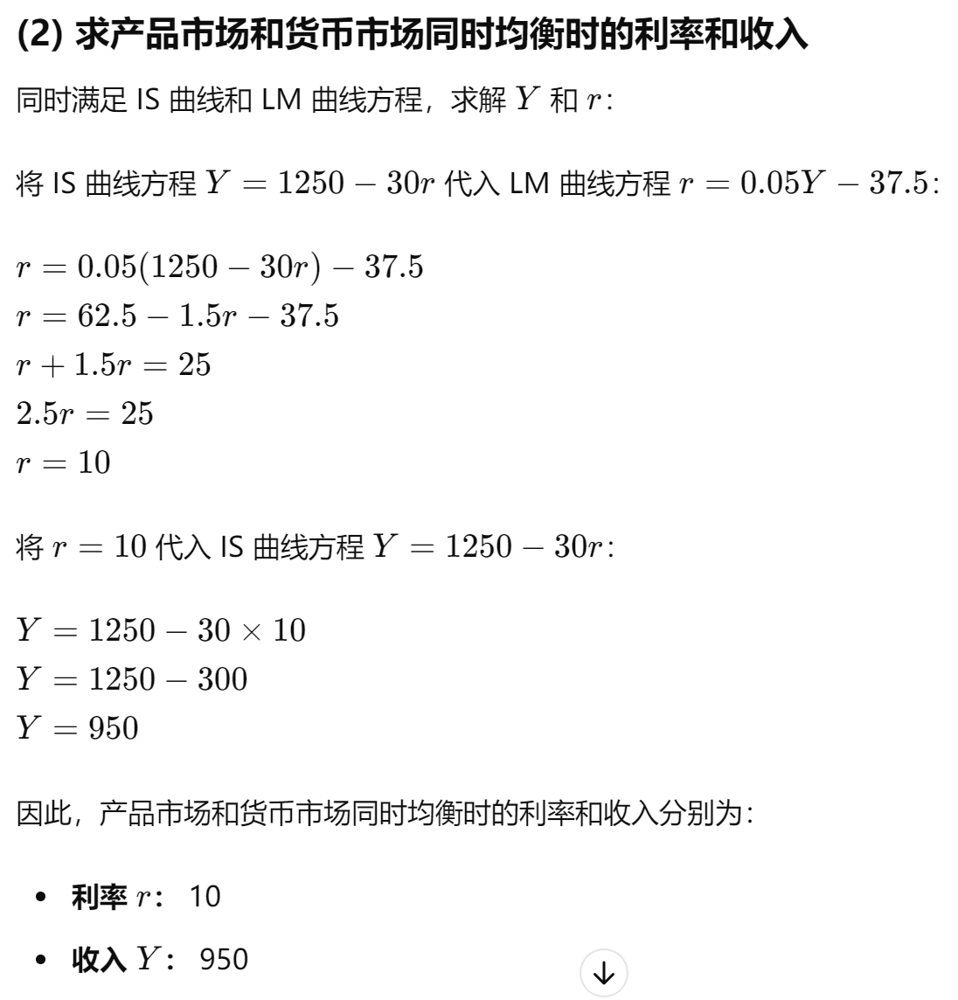 (2) 求产品市场和货币市场同时均衡时的利率和收入
同时满足 IS 曲线和 LM 曲线方程，求解 Y 和 r：
将 IS 曲线方程 Y = 1250 − 30r 代入 LM 曲线方程 r = 0.05Y − 37.5：
r = 0.05(1250 − 30r) − 37.5
r = 62.5 − 1.5r − 37.5
r + 1.5r = 25
2.5r = 25
r = 10
将 r = 10 代入 IS 曲线方程 Y = 1250 − 30r：
Y = 1250 − 30 × 10
Y = 1250 − 300
Y = 950
因此，产品市场和货币市场同时均衡时的利率和收入分别为：
• 利率 r： 10
• 收入 Y： 950